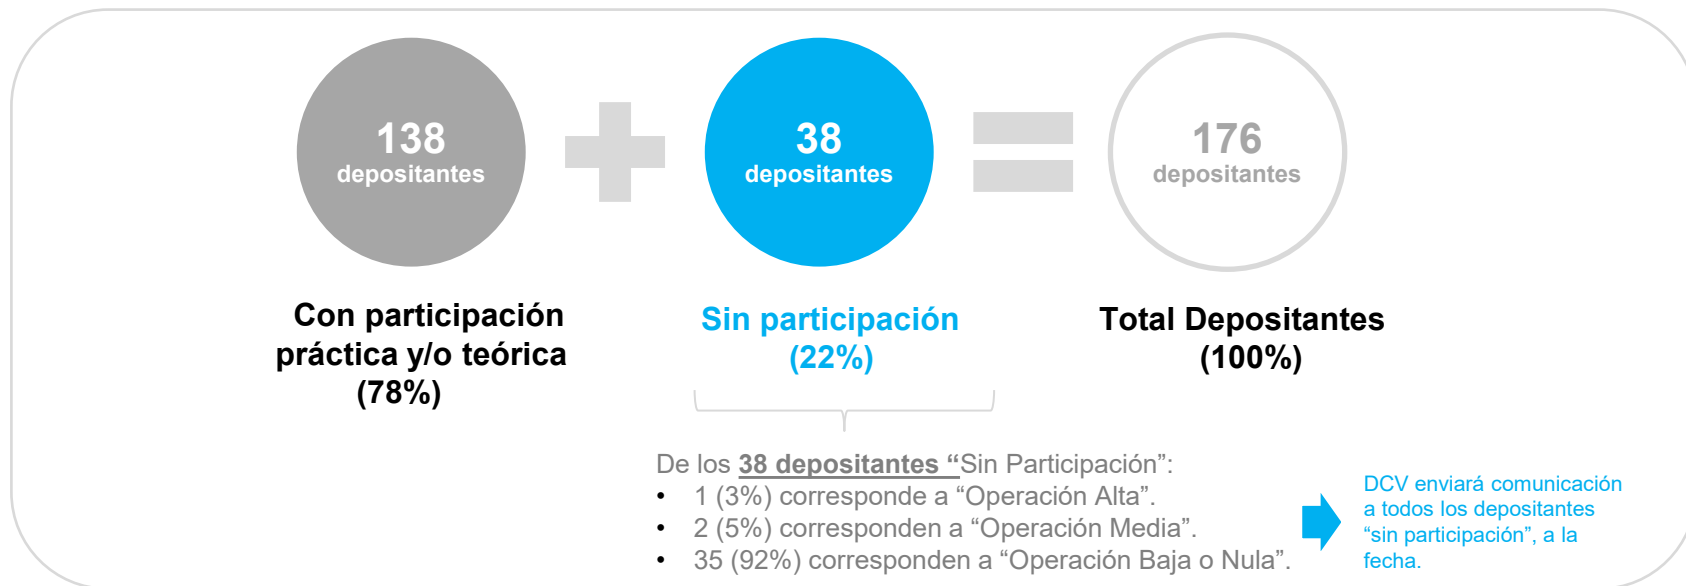 138
depositantes
38
depositantes
176
depositantes
Con participación
práctica y/o teórica
(78%)
Sin participación
(22%)
Total Depositantes
(100%)
De los 38 depositantes “Sin Participación”:
• 1 (3%) corresponde a “Operación Alta”.
• 2 (5%) corresponden a “Operación Media”.
• 35 (92%) corresponden a “Operación Baja o Nula”.
DCV enviará comunicación
a todos los depositantes
“sin participación”, a la
fecha.